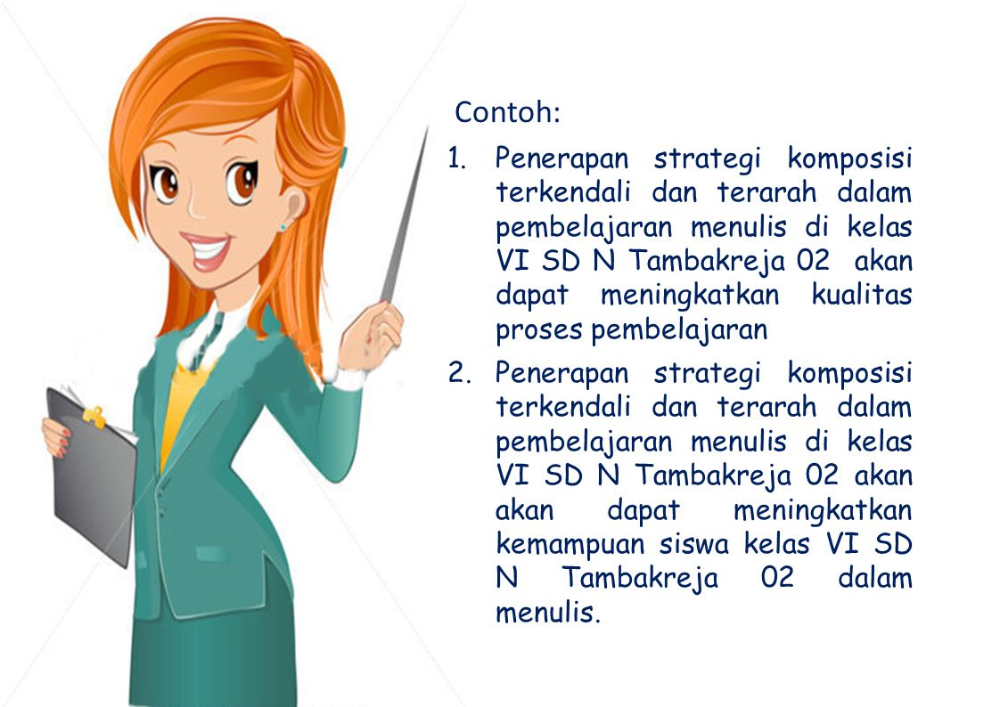 Contoh:
1. Penerapan strategi komposisi
terkendali dan terarah dalam
pembelajaran menulis di kelas
VI SD N Tambakreja 02 akan
dapat meningkatkan kualitas
proses pembelajaran
2. Penerapan strategi komposisi
terkendali dan terarah dalam
pembelajaran menulis di kelas
VI SD N Tambakreja 02 akan
akan dapat meningkatkan
kemampuan siswa kelas VI SD
N Tambakreja 02 dalam
menulis.